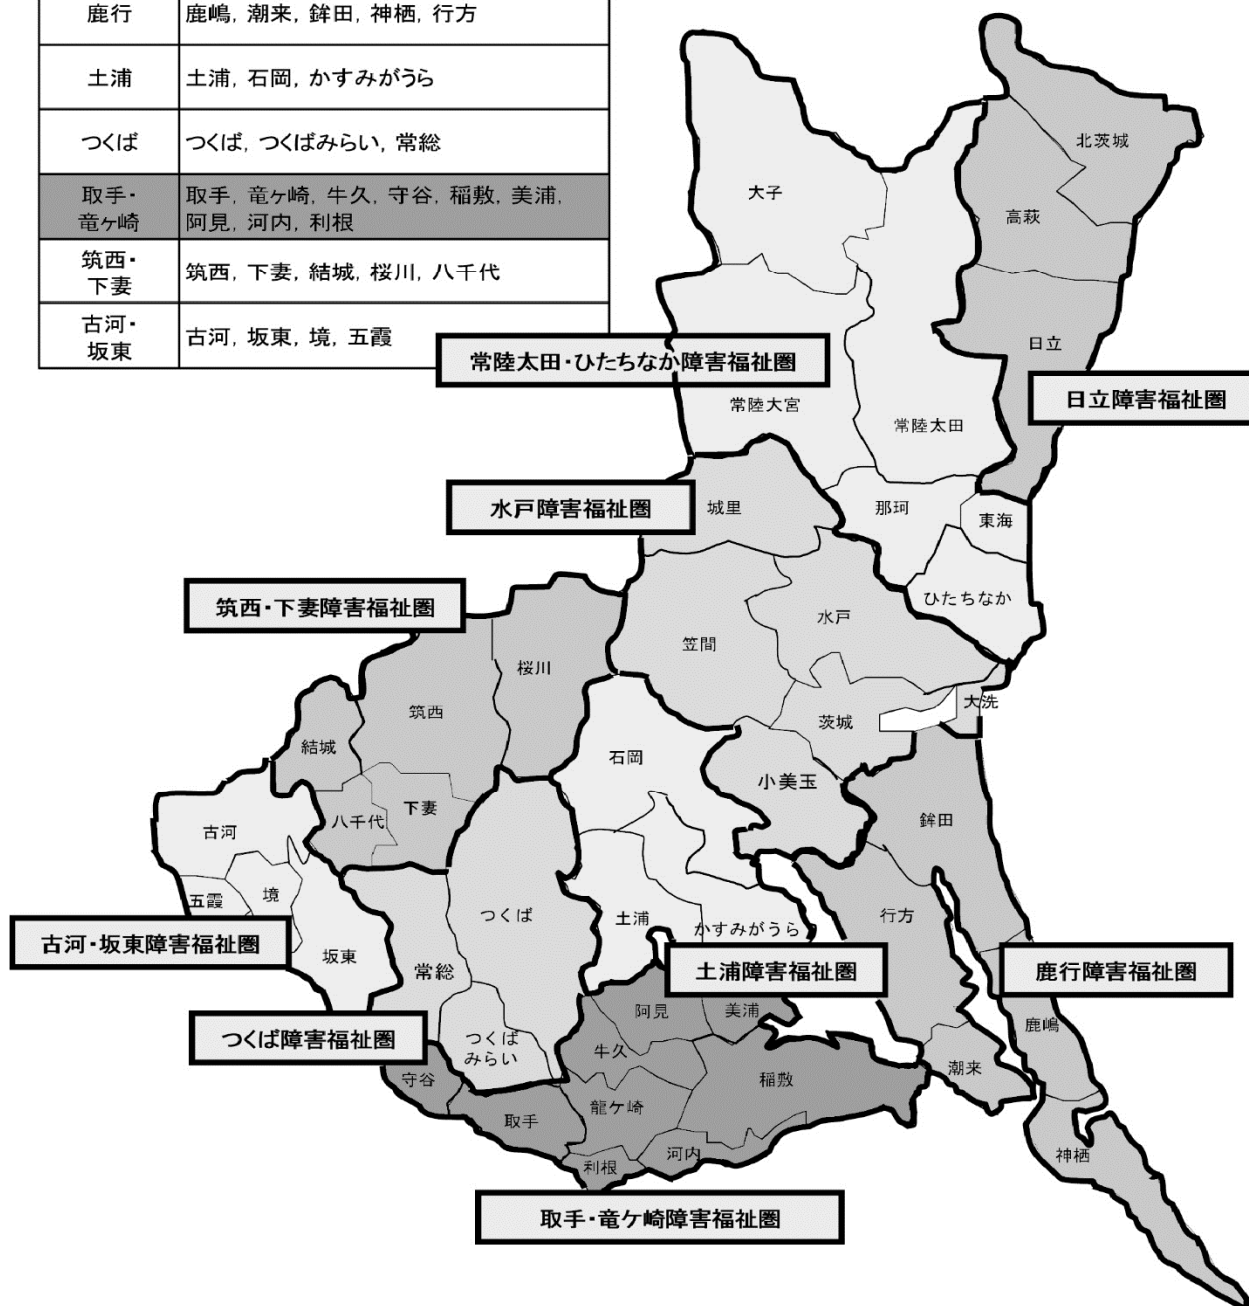 鹿行 鹿嶋, 潮来, 鉾田, 神栖, 行方
土浦 土浦, 石岡, かすみがうら
つくば つくば, つくばみらい, 常総
取手・
竜ヶ崎
取手, 竜ヶ崎, 牛久, 守谷, 稲敷, 美浦,
阿見, 河内, 利根
筑西・
下妻
筑西, 下妻, 結城, 桜川, 八千代
古河・
坂東
古河, 坂東, 境, 五霞
北茨城
大子
高萩
日立
常陸太田・ひたちなか障害福祉圏
日立障害福祉圏
常陸大宮
常陸太田
水戸障害福祉圏
城里
那珂
東海
筑西・下妻障害福祉圏
ひたちなか
水戸
笠間
桜川
大洗
筑西
茨城
結城
石岡
小美玉
下妻
八千代
古河
鉾田
五霞
境
つくば
土浦
かすみがうら
行方
古河・坂東障害福祉圏
坂東
常総
土浦障害福祉圏
鹿行障害福祉圏
阿見
美浦
鹿嶋
つくば障害福祉圏
つくば
みらい
牛久
潮来
守谷
稲敷
龍ケ崎
取手
河内
神栖
利根
取手・竜ケ崎障害福祉圏